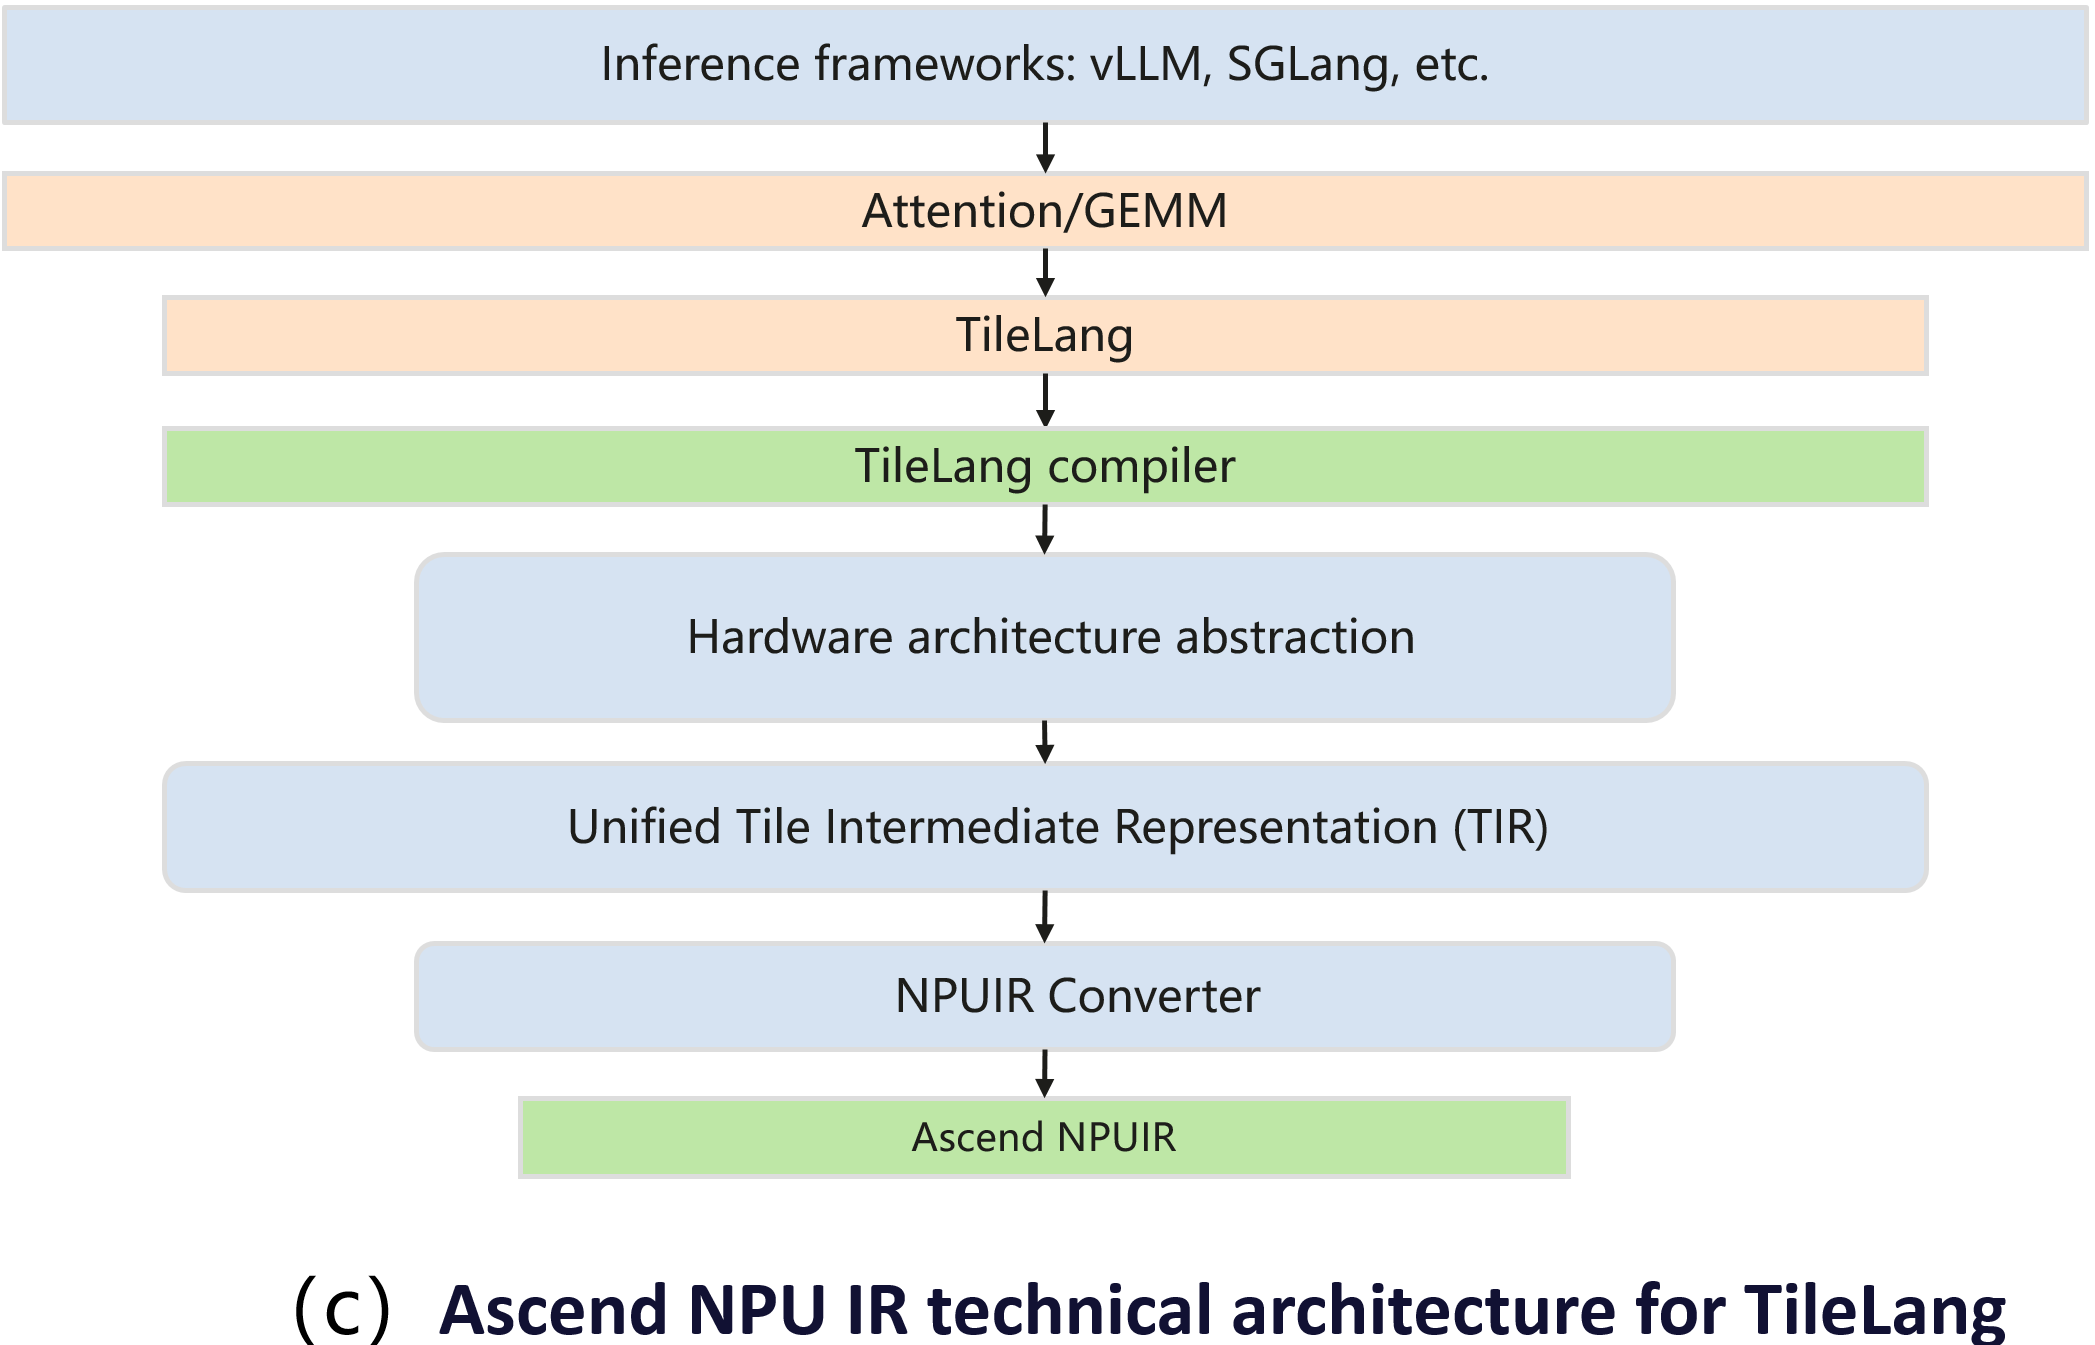 Inference frameworks: vLLM, SGLang, etc.
Attention/GEMM
TileLang
TileLang compiler
Hardware architecture abstraction
Unified Tile Intermediate Representation (TIR)
NPUIR Converter
Ascend NPUIR
(c) Ascend NPU IR technical architecture for TileLang